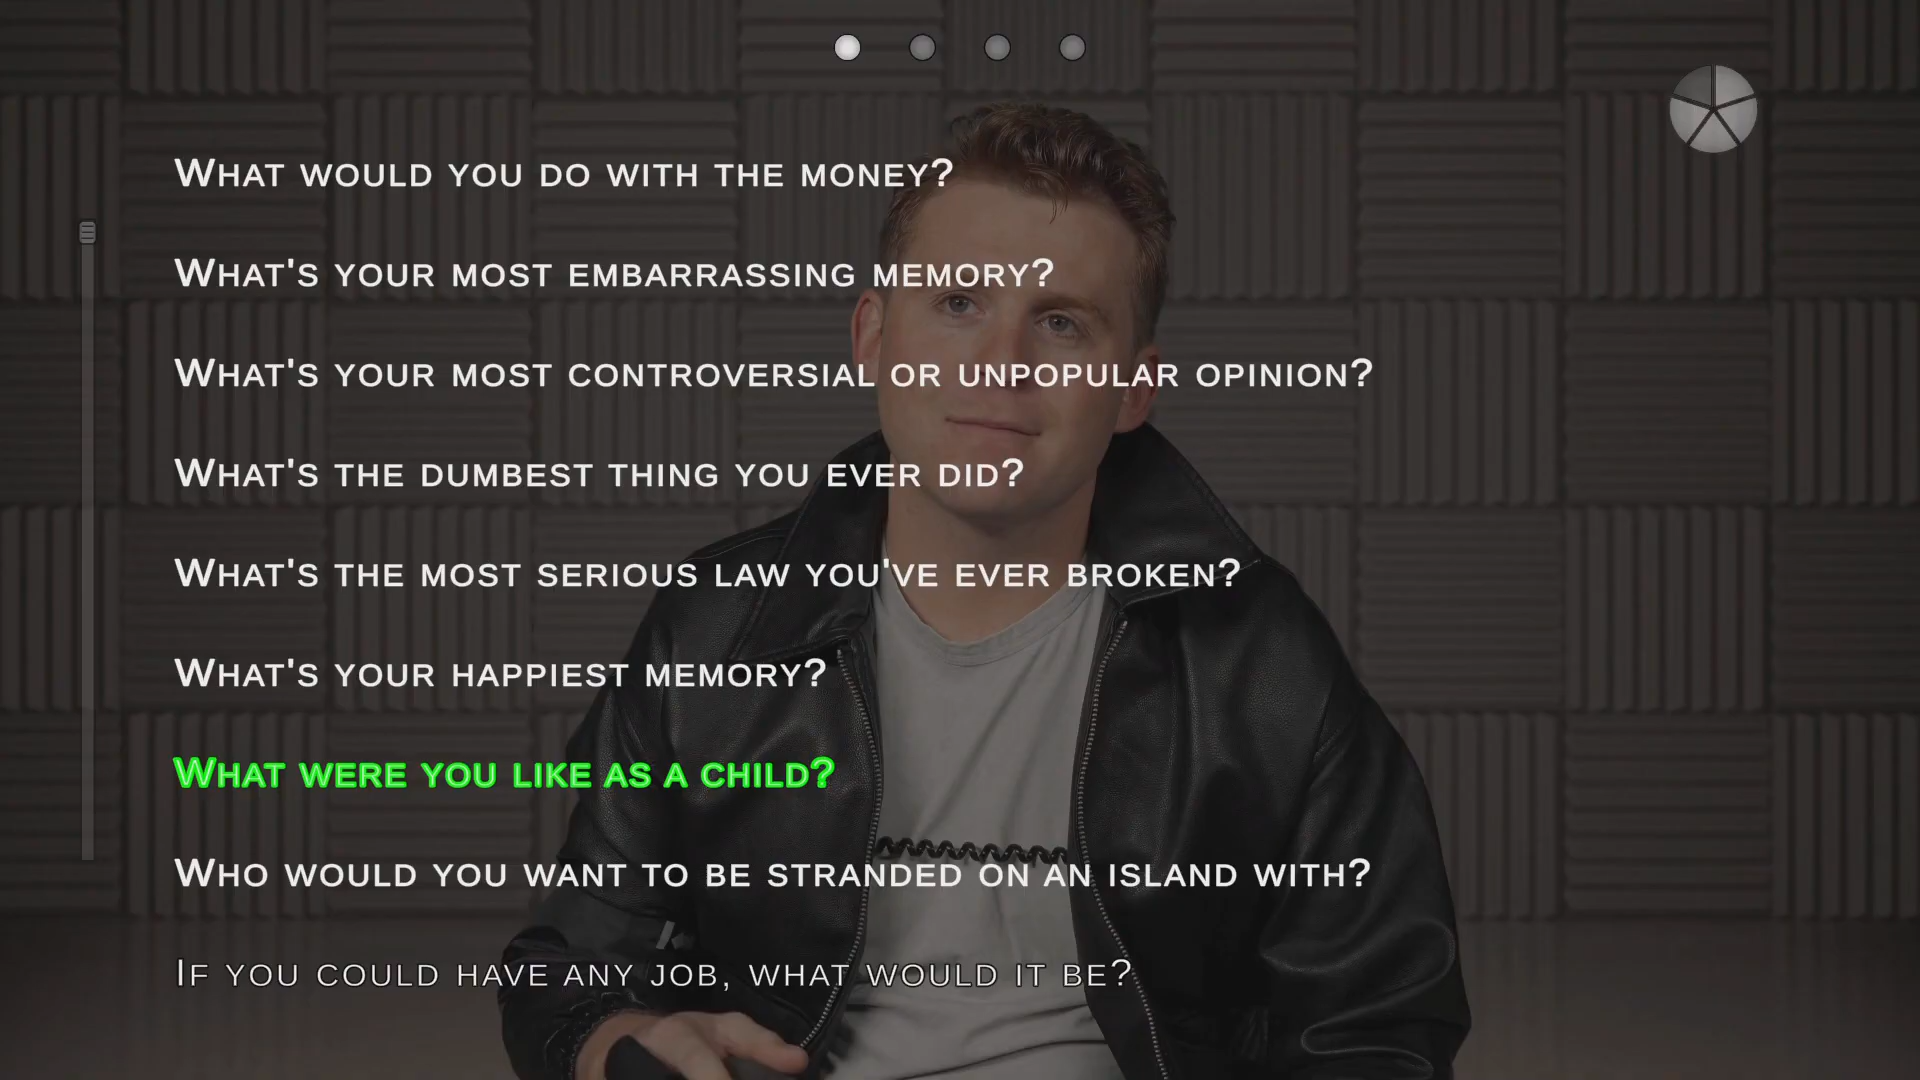 What would you do with the money?
What's your most embarrassing memory?
What's your most controversial or unpopular opinion?
What's the dumbest thing you ever did?
What's the most serious law you've ever broken?
What's your happiest memory?
What were you like as a child?
Who would you want to be stranded on an island with?
If you could have any job, what would it be?